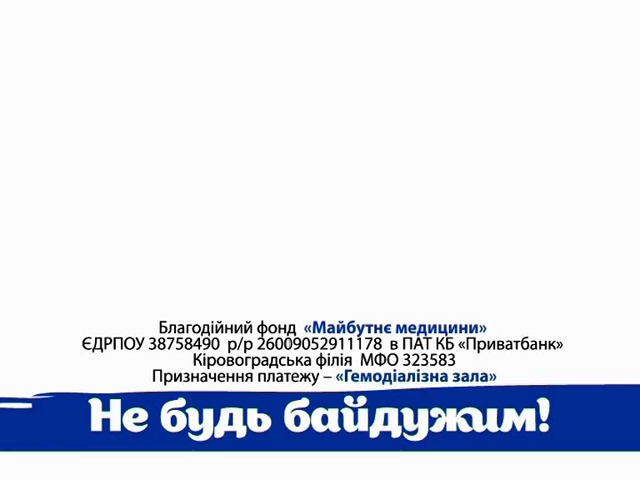 Благодійний фонд «Майбутнє медицини»
ЄДРПОУ 38758490 р/р 26009052911178 в ПАТ КБ «Приватбанк»
Кіровоградська філія МФО 323583
Призначення платежу – «Гемодіалізна зала»
Не будь байдужим!